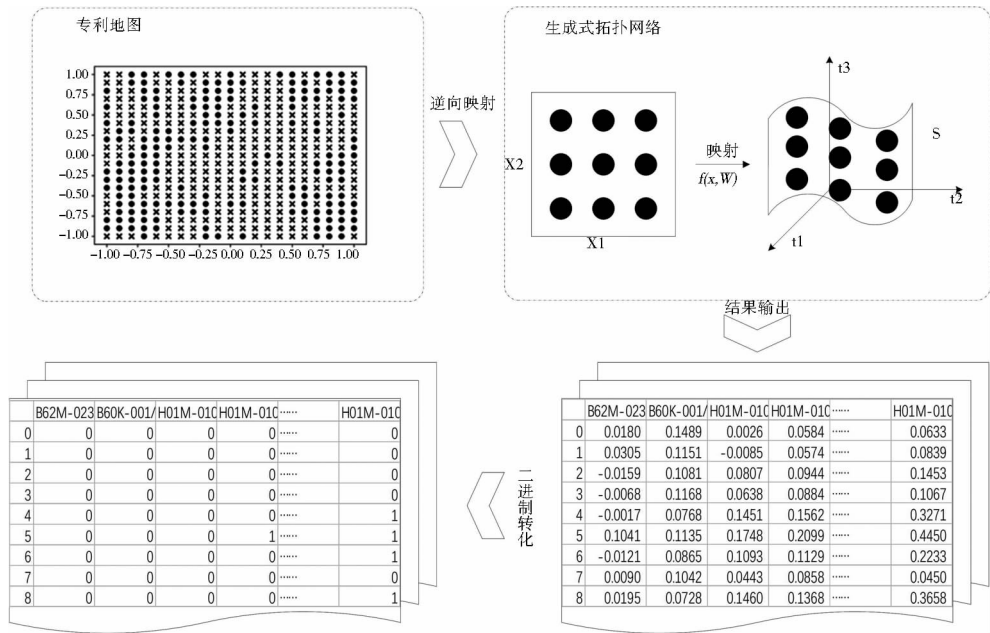 专利地图
1.00
0.75
0.50
0.25
0.00
−0.25
−0.50
−0.75
−1.00
−1.00 −0.75 −0.50 −0.25 0.00 0.25 0.50 0.75 1.00
逆向映射
生成式拓扑网络
X2
X1
映射
f(x,W)
t3
S
t2
t1
结果输出
B62M-023 B60K-001/ H01M-010 H01M-010 ...... H01M-010
0 0.0180 0.1489 0.0026 0.0584 ...... 0.0633
1 0.0305 0.1151 -0.0085 0.0574 ...... 0.0839
2 -0.0159 0.1081 0.0807 0.0944 ...... 0.1453
3 -0.0068 0.1168 0.0638 0.0884 ...... 0.1067
4 -0.0017 0.0768 0.1451 0.1562 ...... 0.3271
5 0.1041 0.1135 0.1748 0.2099 ...... 0.4450
6 -0.0121 0.0865 0.1093 0.1129 ...... 0.2233
7 0.0090 0.1042 0.0443 0.0858 ...... 0.0450
8 0.0195 0.0728 0.1460 0.1368 ...... 0.3658
二进制转化
B62M-023 B60K-001/ H01M-010 H01M-010 ...... H01M-010
0 0 0 0 0 ...... 0
1 0 0 0 0 ...... 0
2 0 0 0 0 ...... 0
3 0 0 0 0 ...... 0
4 0 0 0 0 ...... 1
5 0 0 0 1 ...... 1
6 0 0 0 0 ...... 1
7 0 0 0 0 ...... 0
8 0 0 0 0 ...... 1